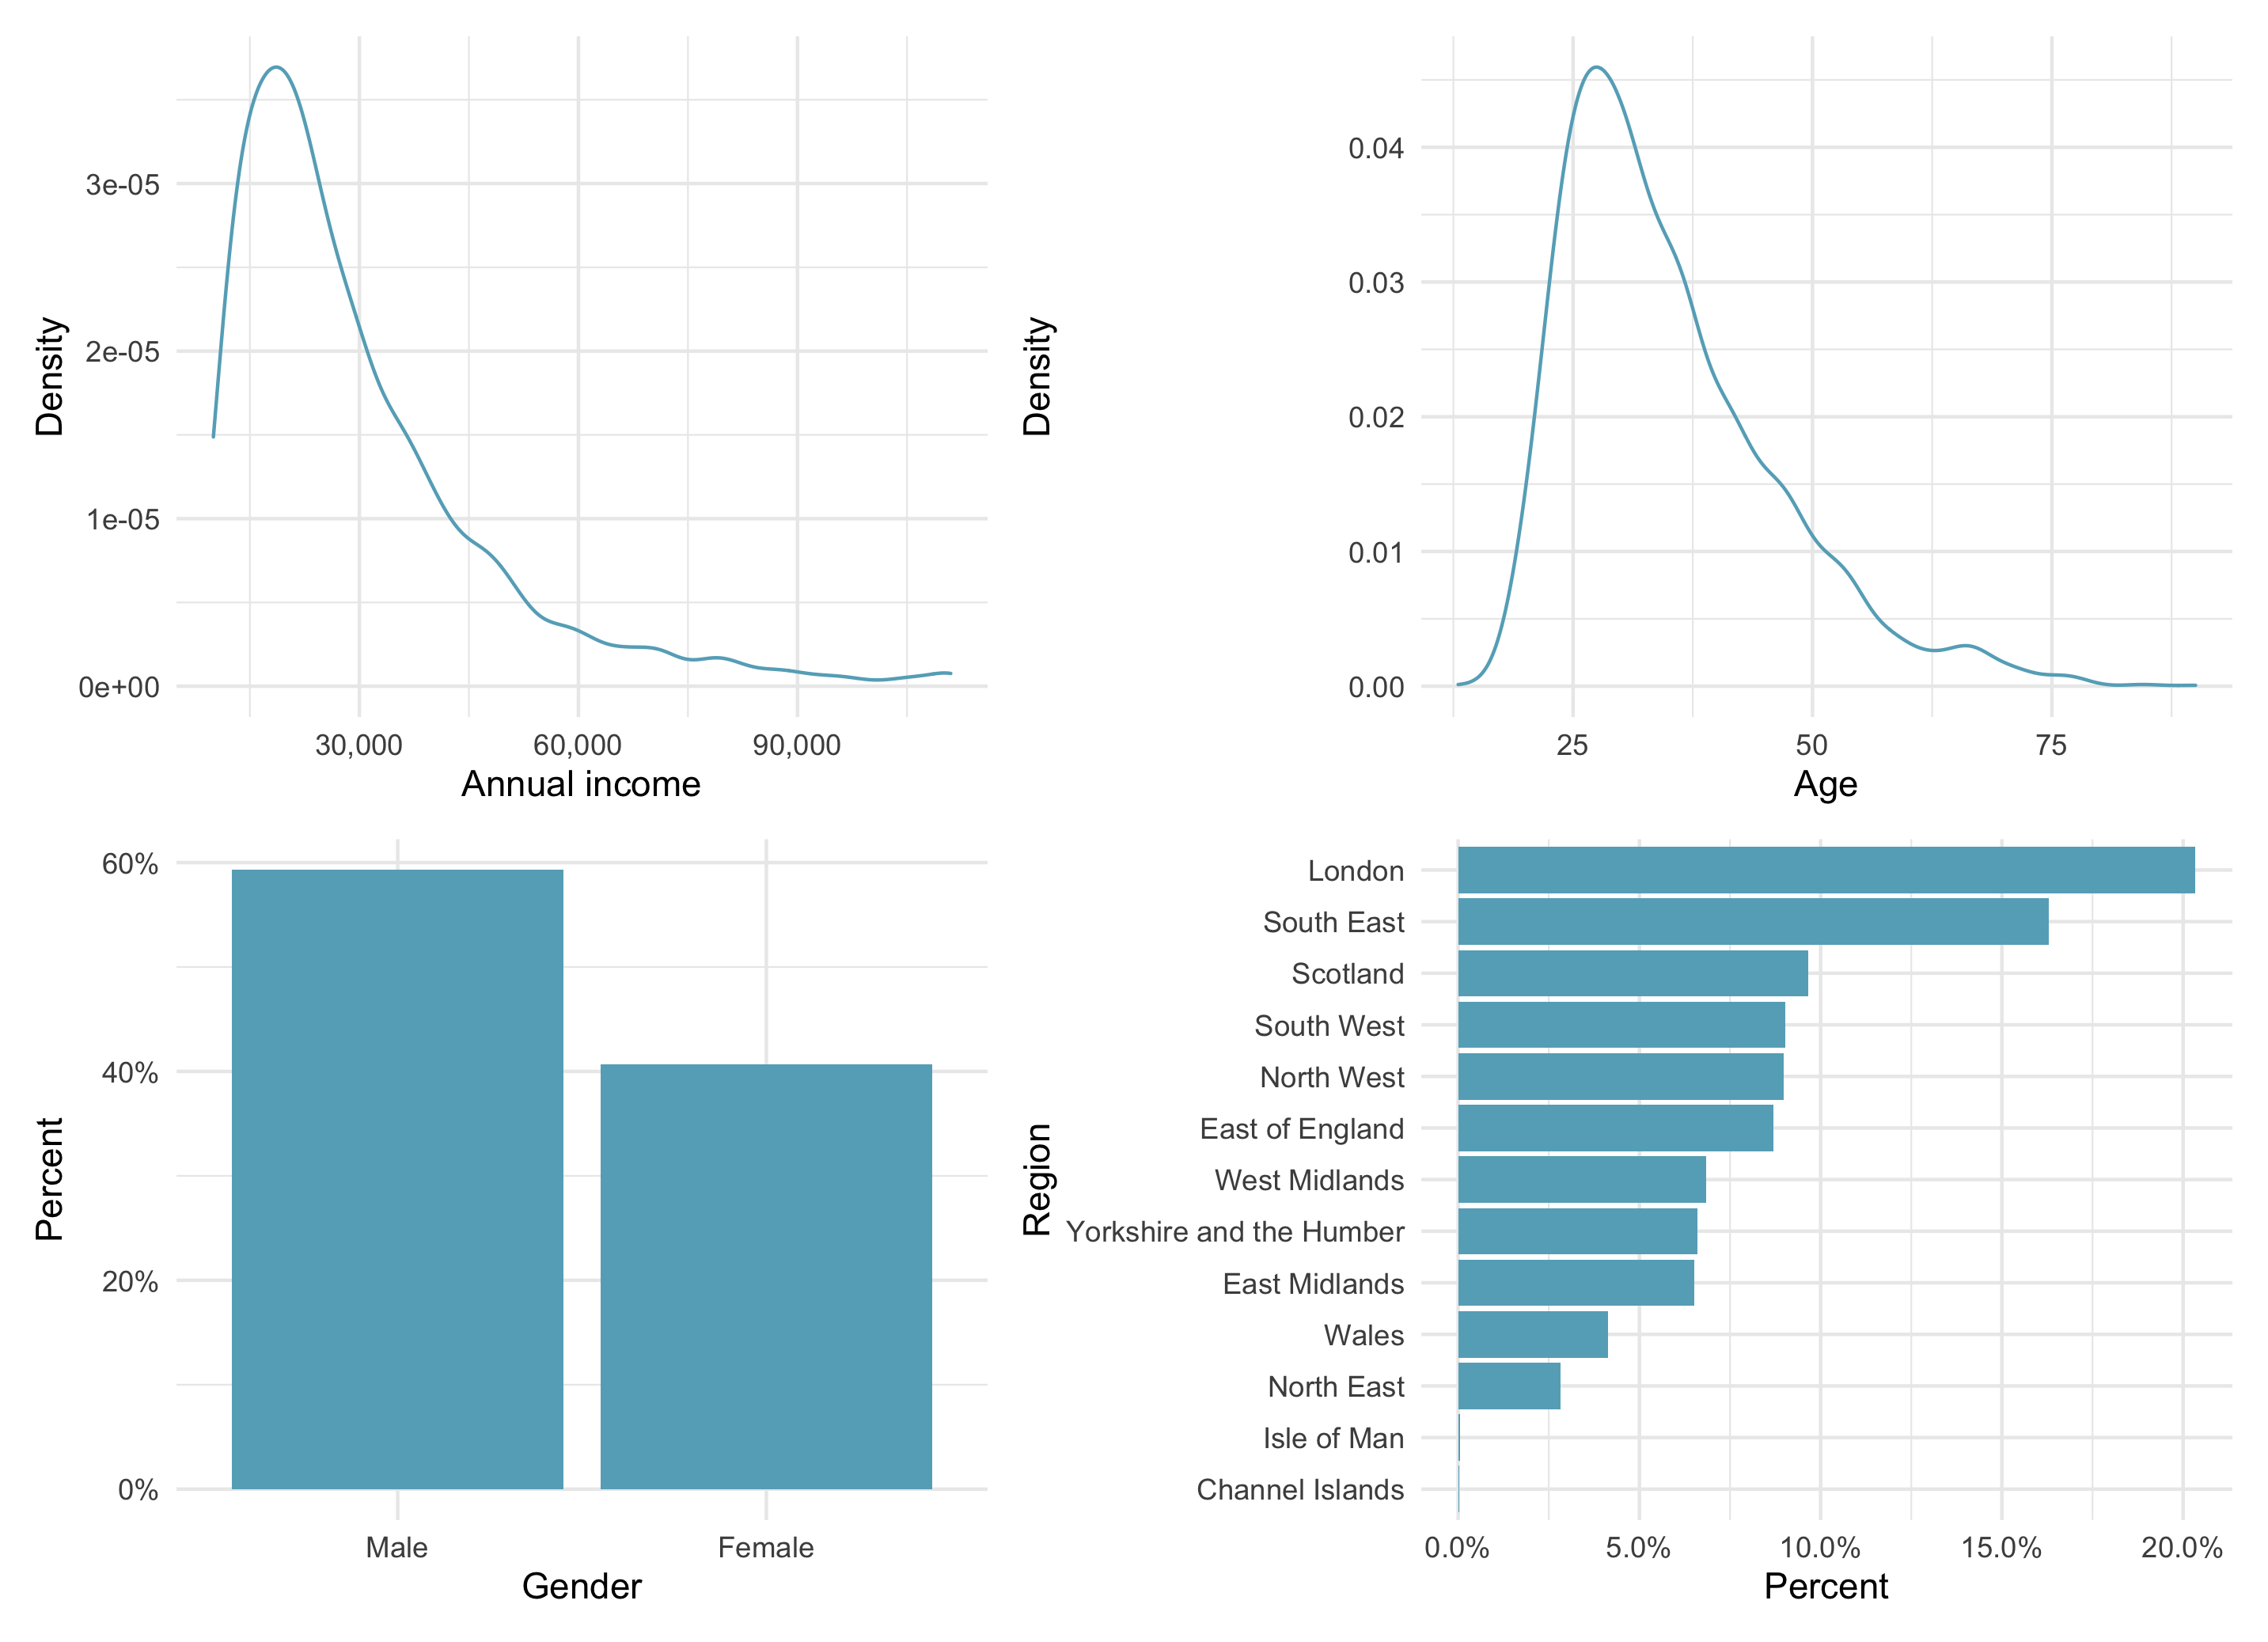 Density
3e-05
2e-05
1e-05
0e+00
30,000 60,000 90,000
Annual income
Density
0.04
0.03
0.02
0.01
0.00
25 50 75
Age
Percent
60%
40%
20%
0%
Male Female
Gender
Region
London
South East
Scotland
South West
North West
East of England
West Midlands
Yorkshire and the Humber
East Midlands
Wales
North East
Isle of Man
Channel Islands
0.0% 5.0% 10.0% 15.0% 20.0%
Percent